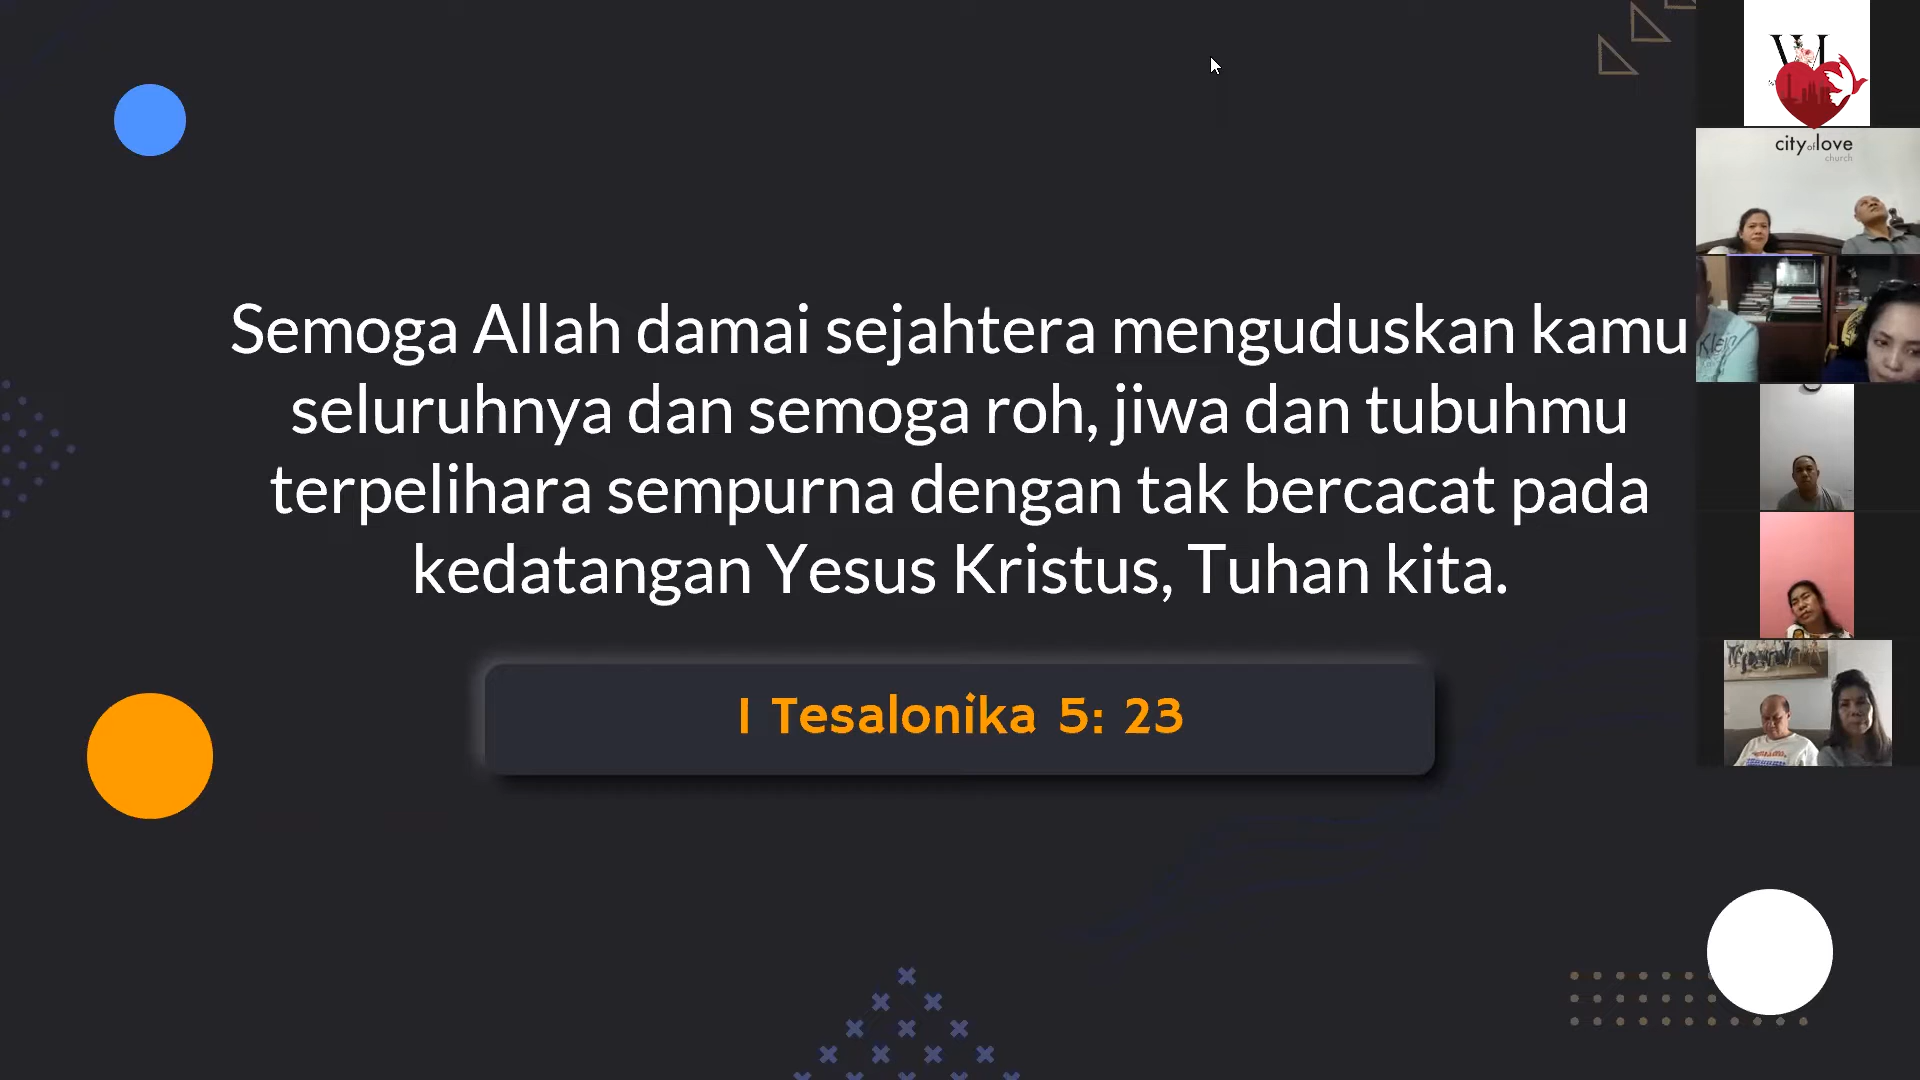 Semoga Allah damai sejahtera menguduskan kamu
seluruhnya dan semoga roh, jiwa dan tubuhmu
terpelihara sempurna dengan tak bercacat pada
kedatangan Yesus Kristus, Tuhan kita.
I Tesalonika 5: 23
city of love
church